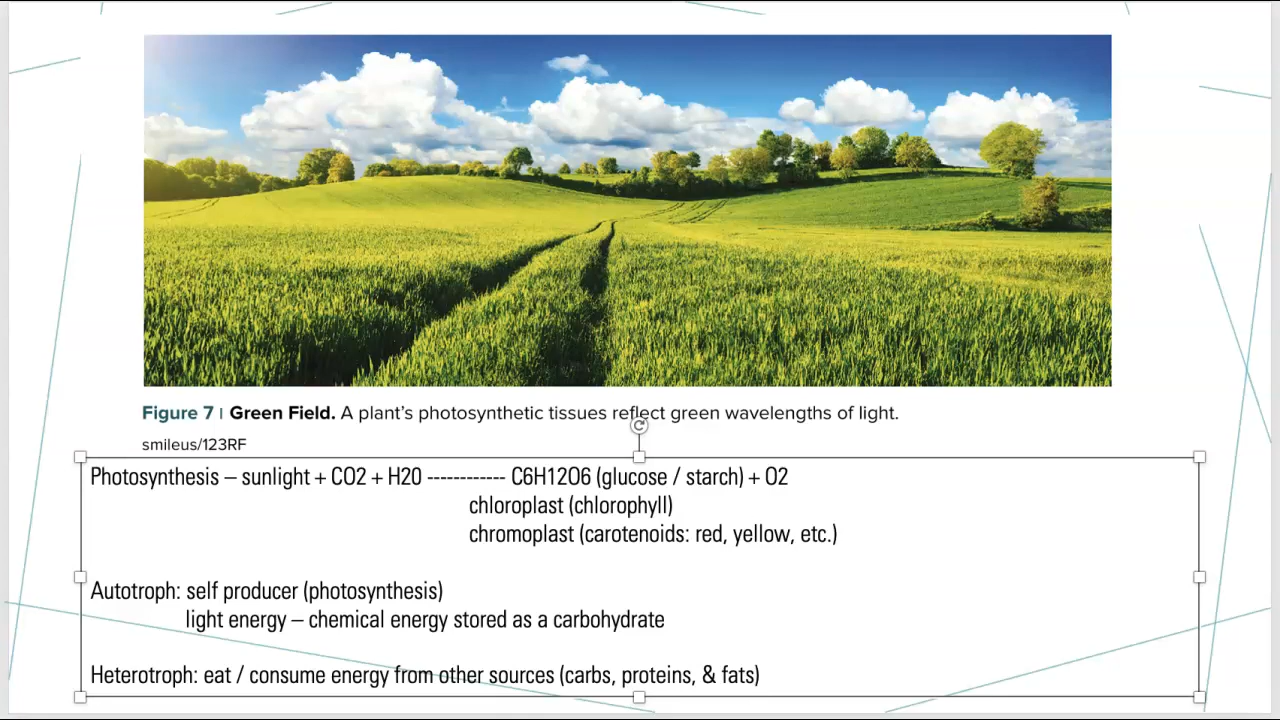 Figure 7 | Green Field. A plant's photosynthetic tissues reflect green wavelengths of light.
smileus/123RF
Photosynthesis – sunlight + CO2 + H20 ------------ C6H12O6 (glucose / starch) + O2
chloroplast (chlorophyll)
chromoplast (carotenoids: red, yellow, etc.)
Autotroph: self producer (photosynthesis)
light energy – chemical energy stored as a carbohydrate
Heterotroph: eat / consume energy from other sources (carbs, proteins, & fats)